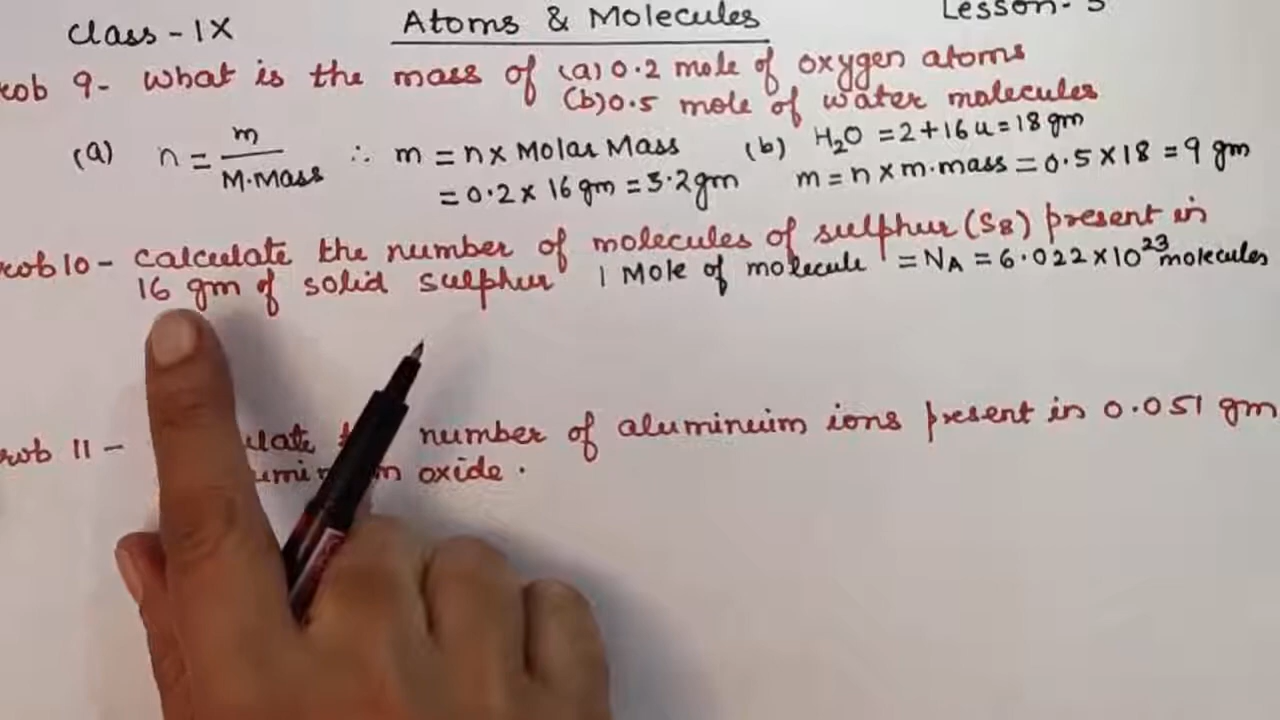 Class - IX Atoms & Molecules Lesson-3
rob 9- What is the mass of (a) 0.2 mole of oxygen atoms
(b) 0.5 mole of water molecules
(a) n = m / M.Mass ∴ m = n x Molar Mass (b) H2O = 2 + 16 u = 18 gm
= 0.2 x 16 gm = 3.2 gm m = n x m.mass = 0.5 x 18 = 9 gm
rob 10 - Calculate the number of molecules of sulphur (S8) present in
16 gm of solid sulphur 1 Mole of molecule = NA = 6.022 x 10^23 molecules
rob 11 - ulate number of alumineium ions present in 0.051 gm
oxide.